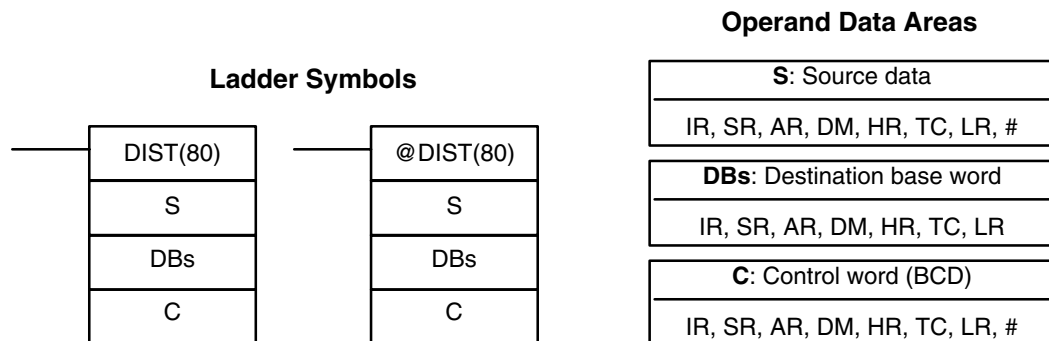 Ladder Symbols
DIST(80)
S
DBs
C
@DIST(80)
S
DBs
C
Operand Data Areas
S: Source data
IR, SR, AR, DM, HR, TC, LR, #
DBs: Destination base word
IR, SR, AR, DM, HR, TC, LR
C: Control word (BCD)
IR, SR, AR, DM, HR, TC, LR, #